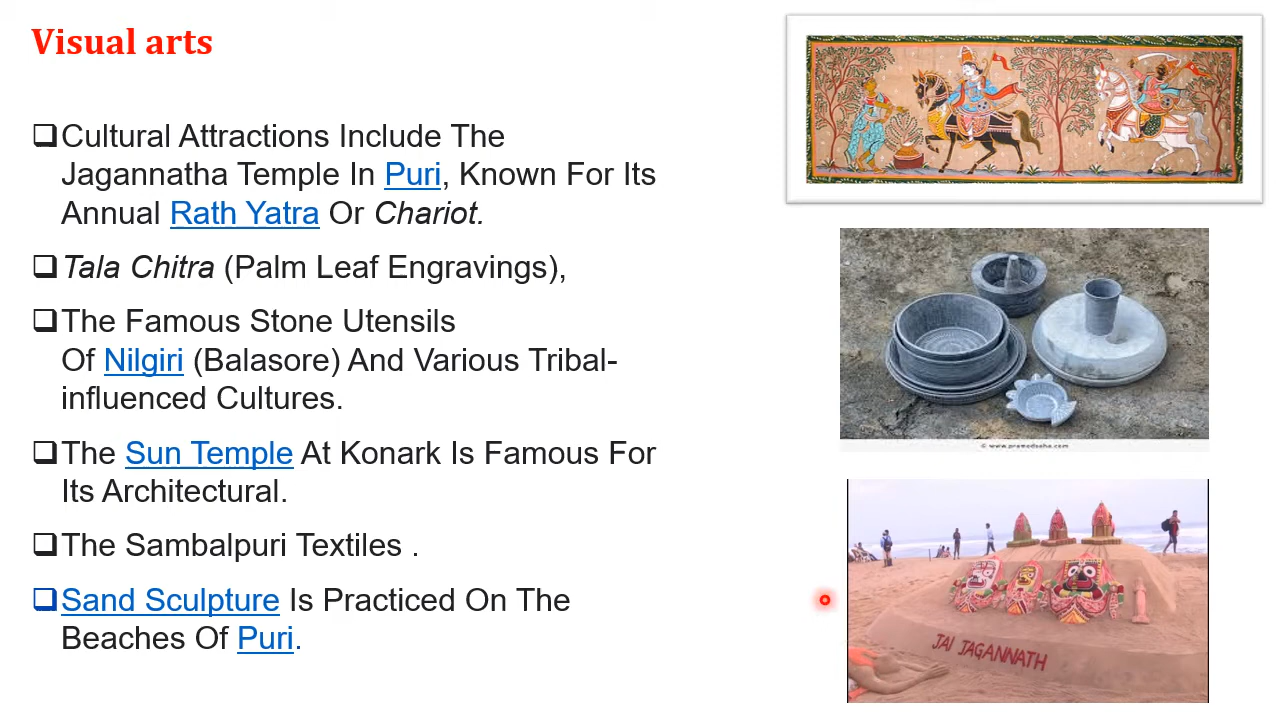 Visual arts
Cultural Attractions Include The
Jagannatha Temple In Puri, Known For Its
Annual Rath Yatra Or Chariot.
Tala Chitra (Palm Leaf Engravings),
The Famous Stone Utensils
Of Nilgiri (Balasore) And Various Tribal-
influenced Cultures.
The Sun Temple At Konark Is Famous For
Its Architectural.
The Sambalpuri Textiles .
Sand Sculpture Is Practiced On The
Beaches Of Puri.
JAI JAGANNATH